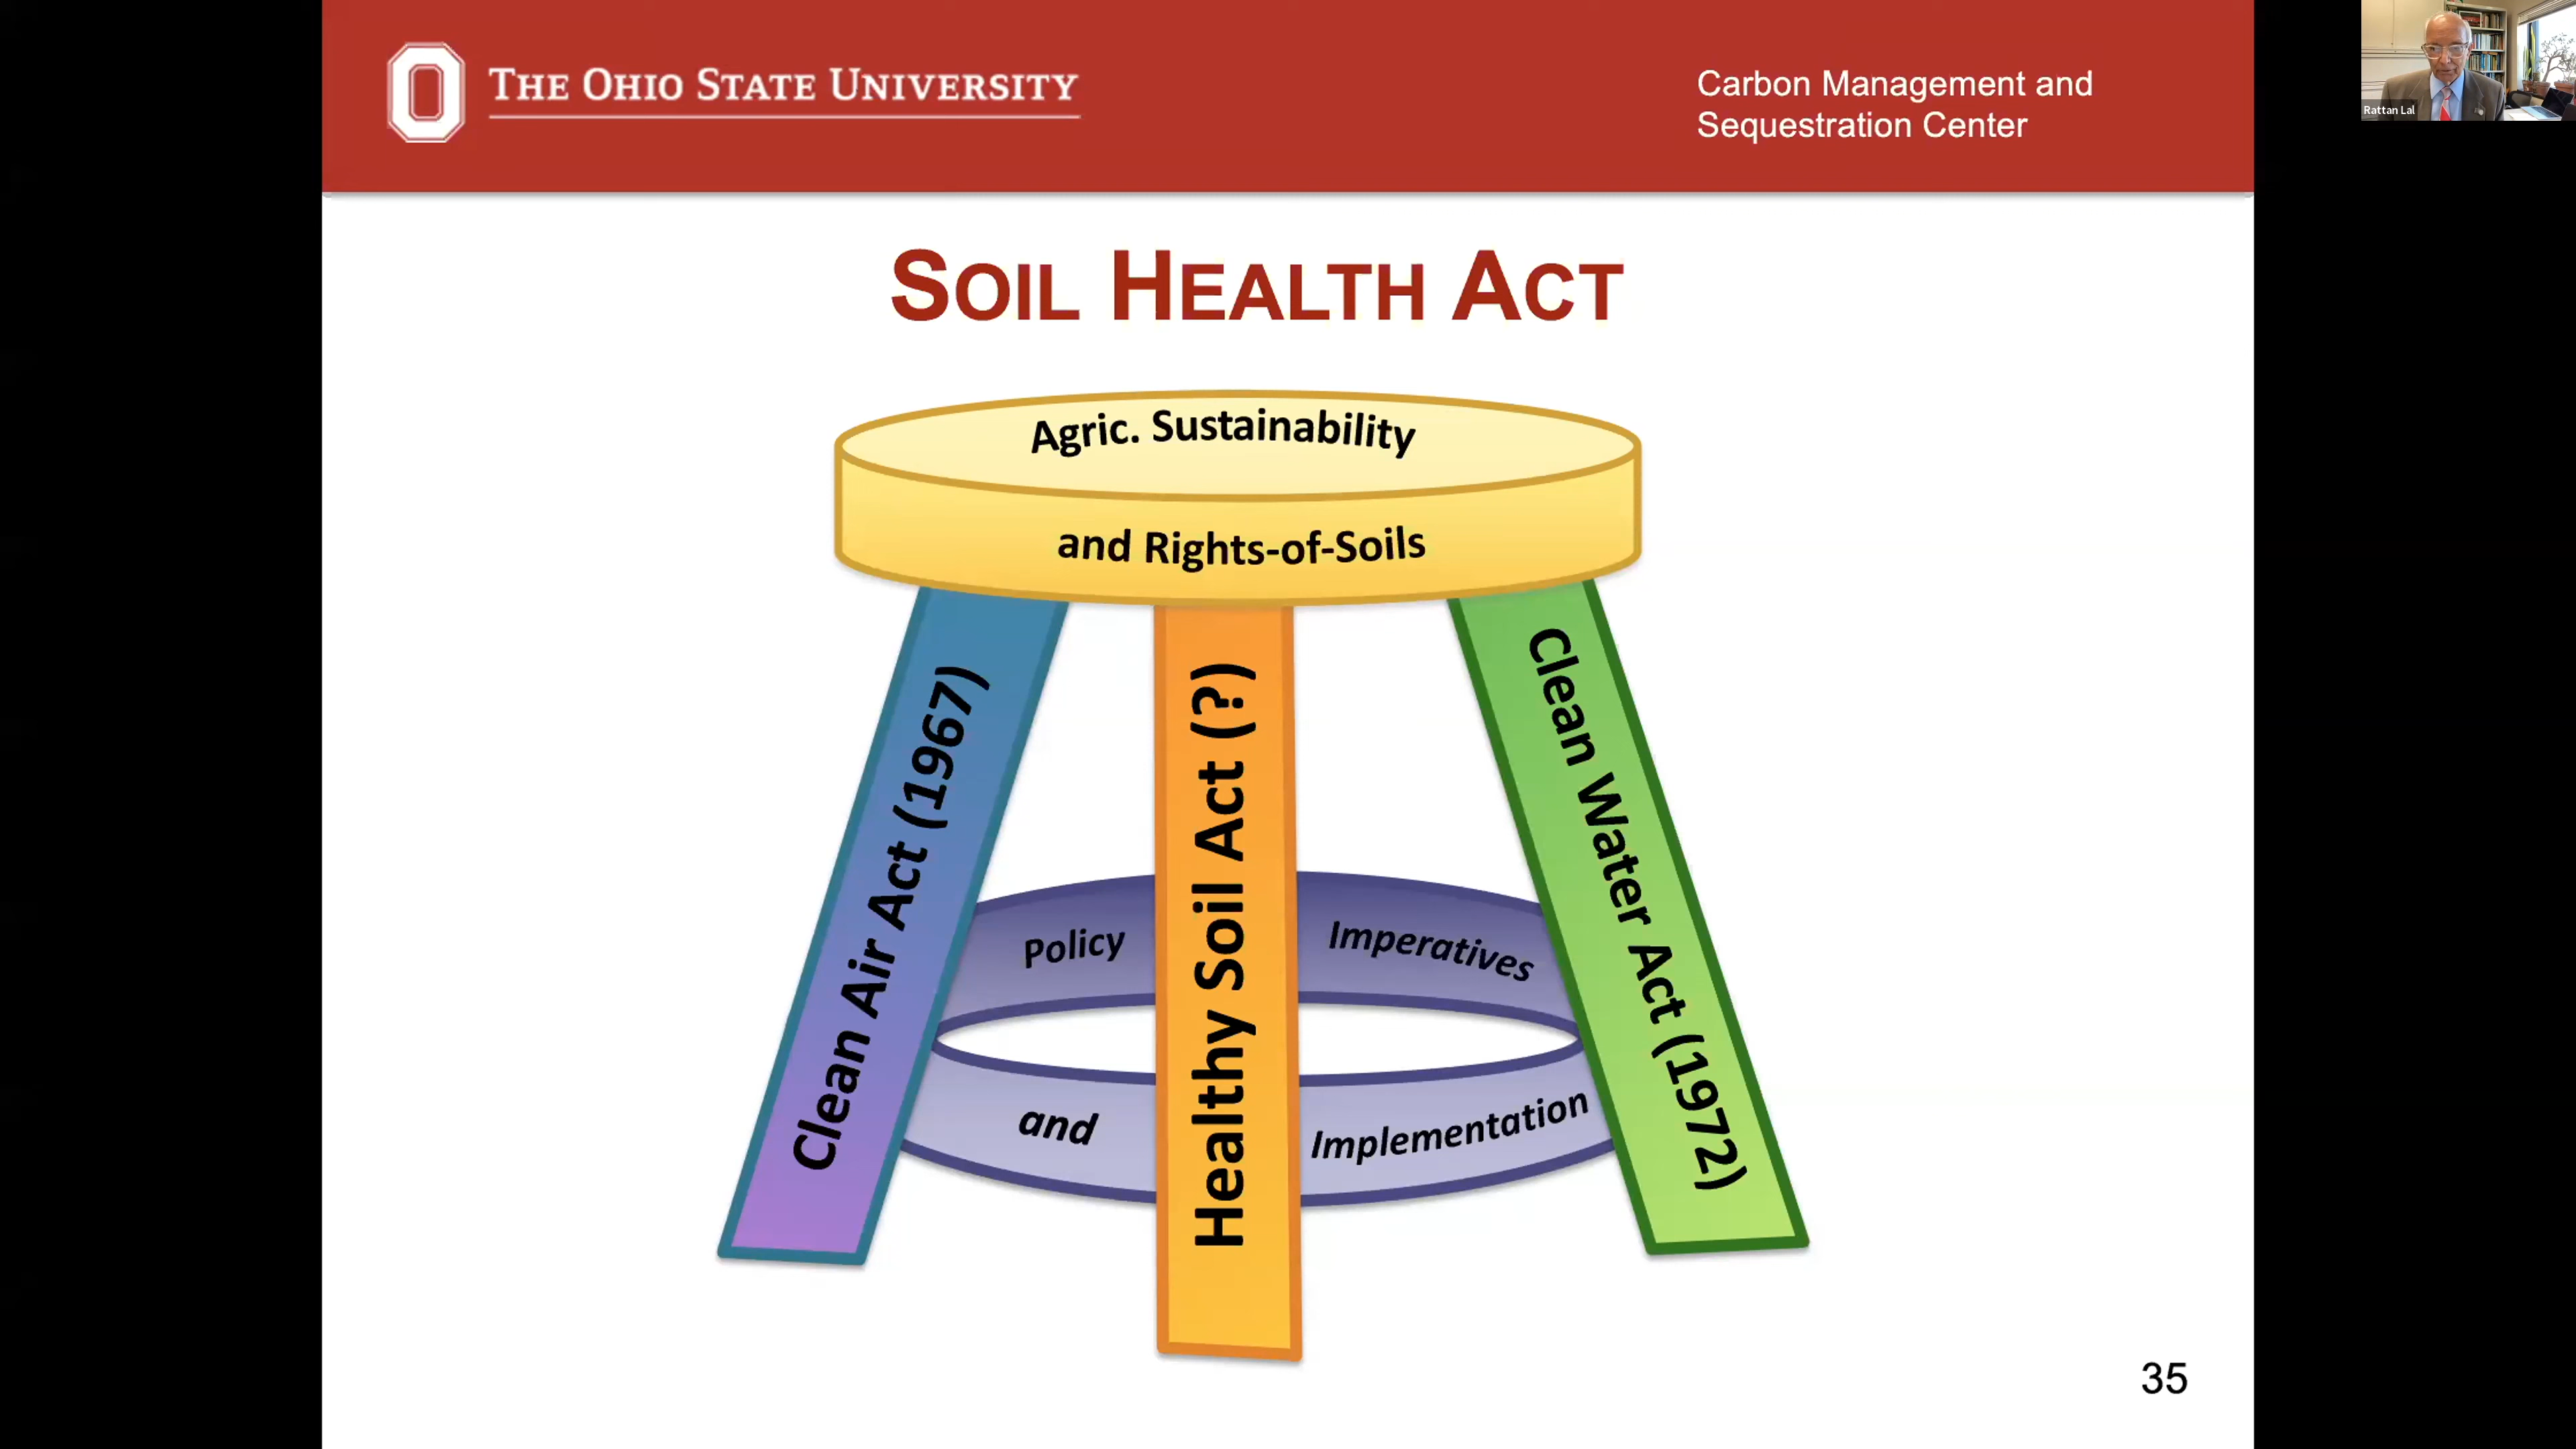 THE OHIO STATE UNIVERSITY
Carbon Management and
Sequestration Center
Rattan Lal
SOIL HEALTH ACT
Agric. Sustainability
and Rights-of-Soils
Clean Air Act (1967)
Healthy Soil Act (?)
Clean Water Act (1972)
Policy Imperatives
and Implementation
35